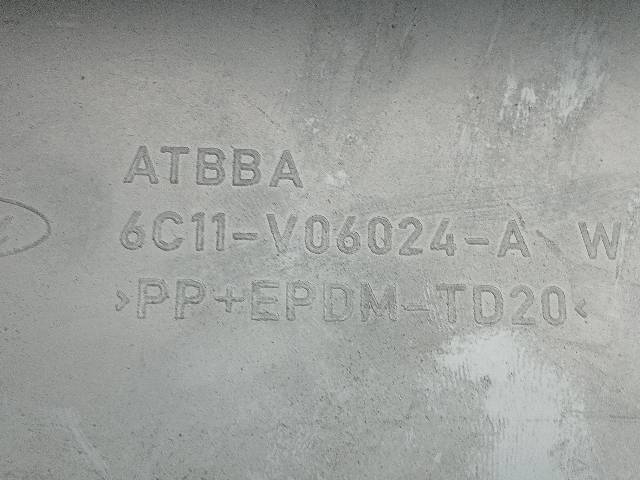 ATBBA
6C11-V06024-A W
>PP+EPDM-TD20<